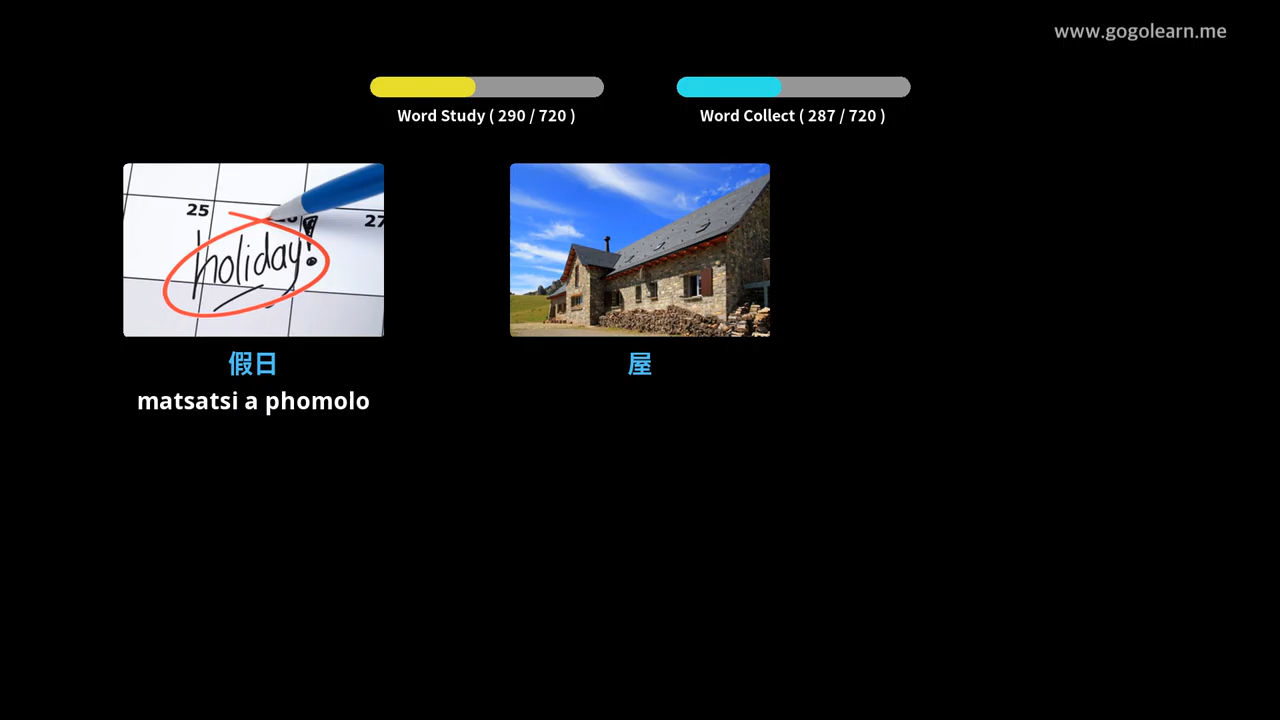 www.gogolearn.me
Word Study ( 290 / 720 )
Word Collect ( 287 / 720 )
25
27
holiday!
假日
屋
matsatsi a phomolo